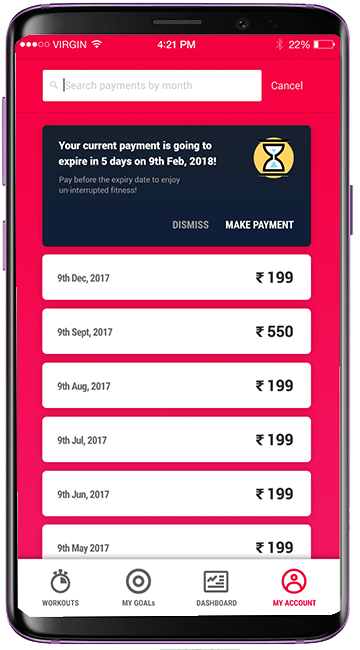 VIRGIN 4:21 PM 22%
Search payments by month Cancel
Your current payment is going to
expire in 5 days on 9th Feb, 2018!
Pay before the expiry date to enjoy
un-interrupted fitness!
DISMISS MAKE PAYMENT
9th Dec, 2017 ₹ 199
9th Sept, 2017 ₹ 550
9th Aug, 2017 ₹ 199
9th Jul, 2017 ₹ 199
9th Jun, 2017 ₹ 199
9th May 2017 ₹ 199
WORKOUTS MY GOALs DASHBOARD MY ACCOUNT